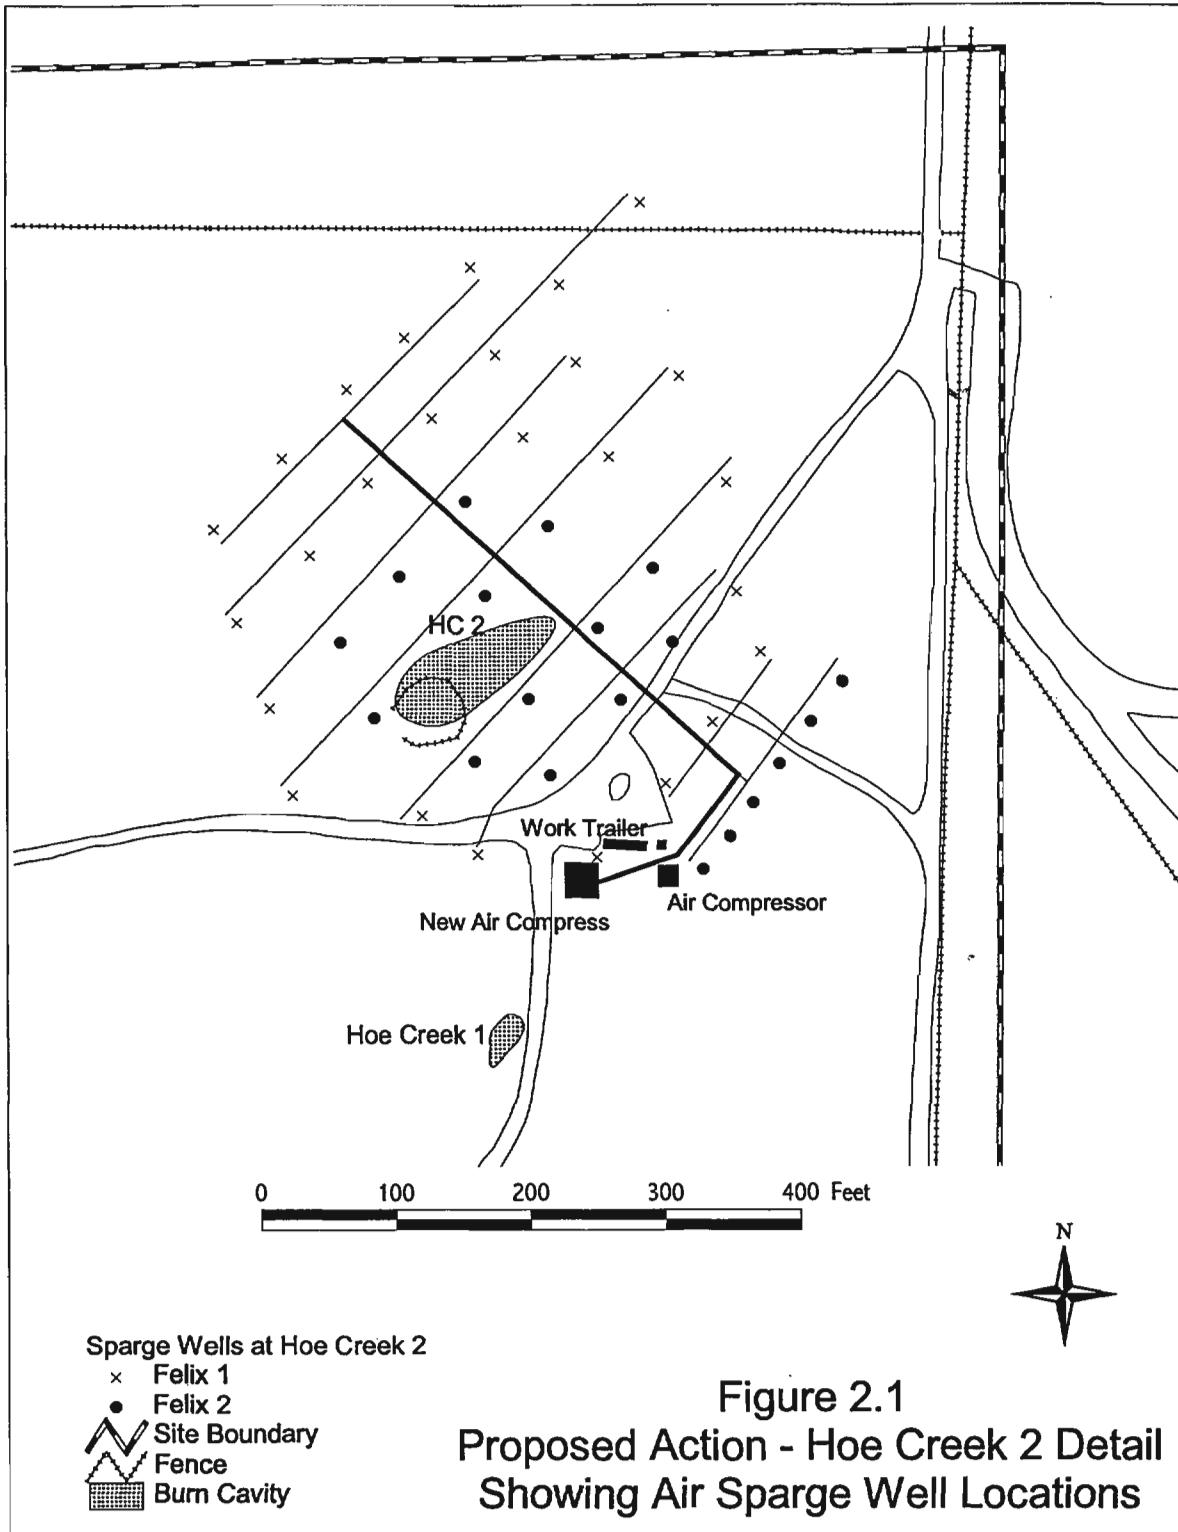 HC 2
Work Trailer
New Air Compress
Air Compressor
Hoe Creek 1
0 100 200 300 400 Feet
N
Sparge Wells at Hoe Creek 2
Felix 1
Felix 2
Site Boundary
Fence
Burn Cavity
Figure 2.1
Proposed Action - Hoe Creek 2 Detail
Showing Air Sparge Well Locations